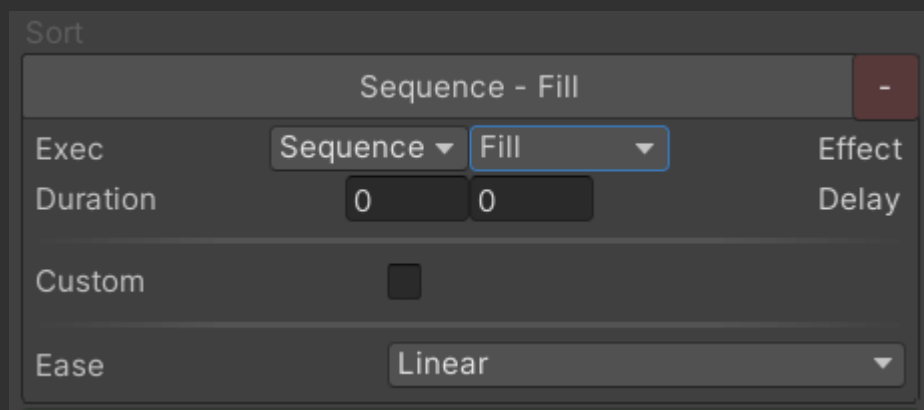 Sort
Sequence - Fill -
Exec Sequence Fill Effect
Duration 0 0 Delay
Custom
Ease Linear